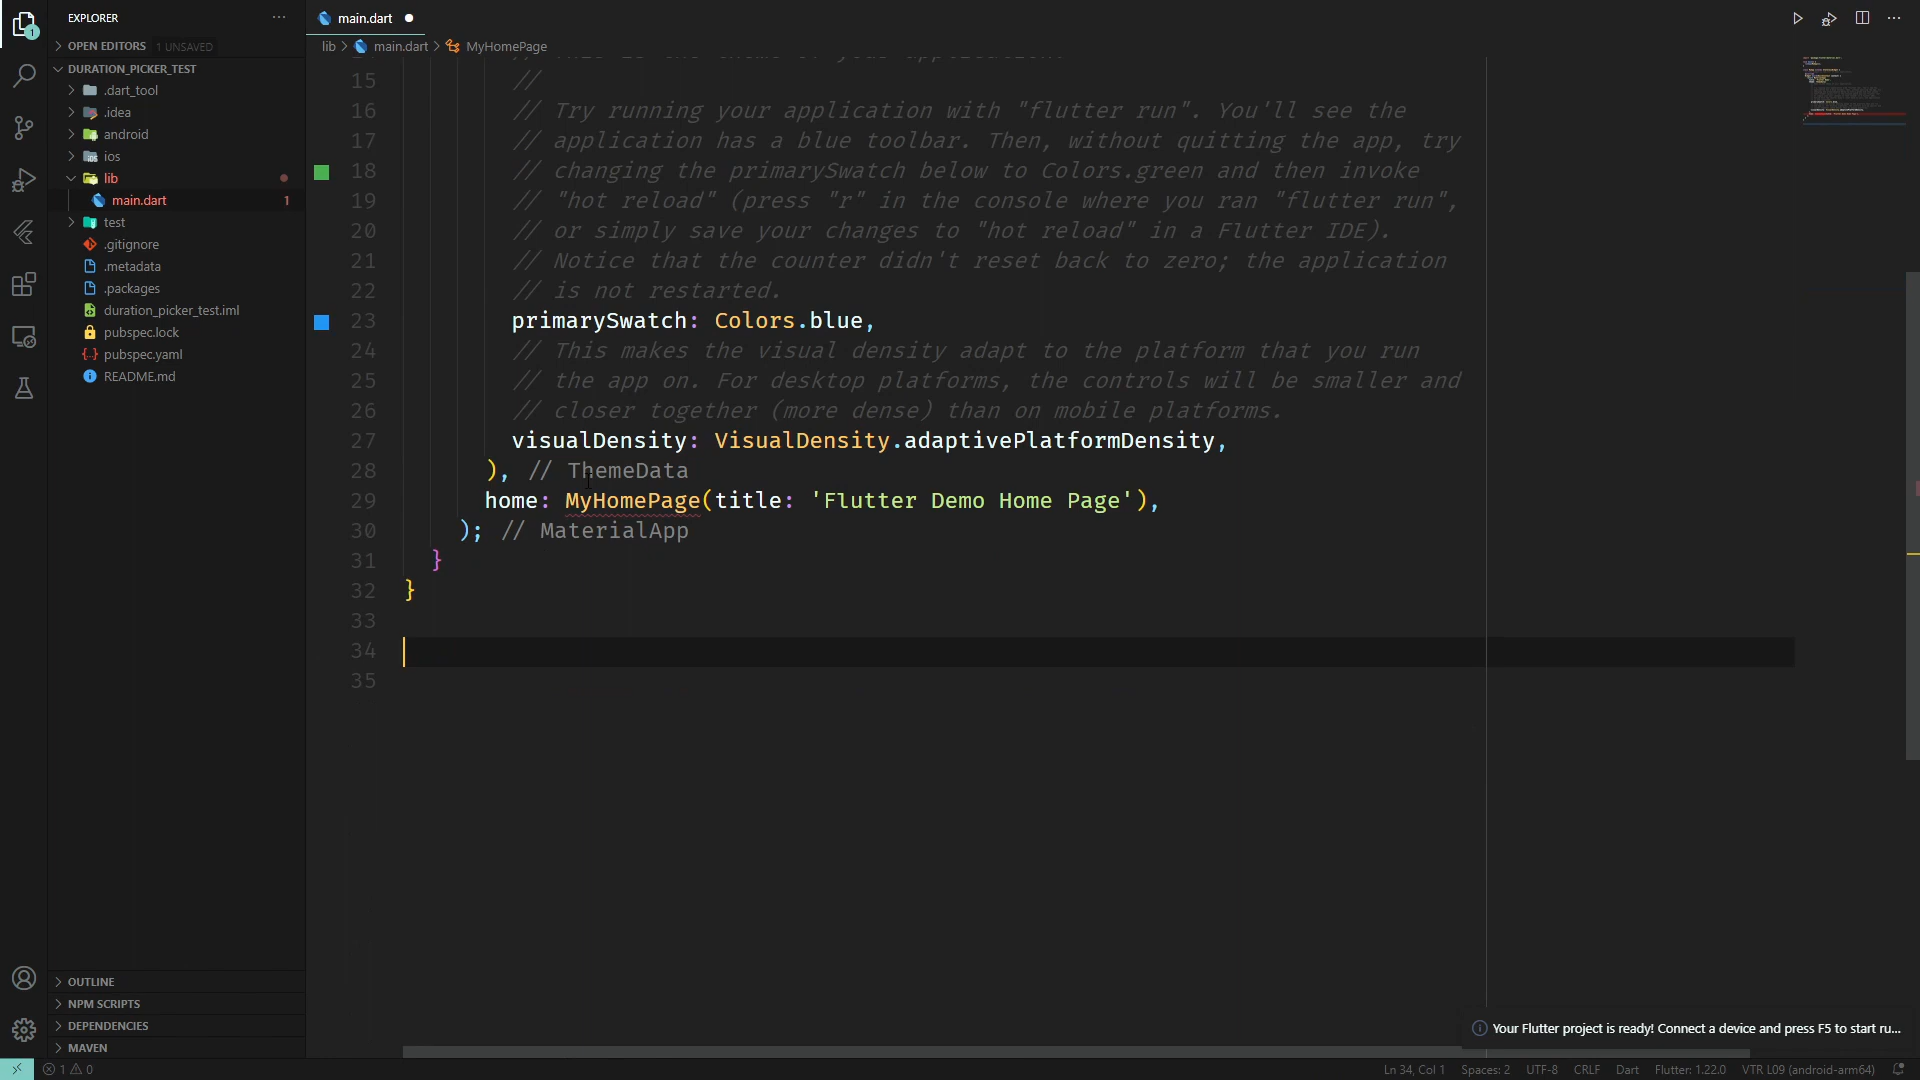 EXPLORER
OPEN EDITORS 1 UNSAVED
DURATION_PICKER_TEST
.dart_tool
.idea
android
ios
lib
main.dart 1
test
.gitignore
.metadata
.packages
duration_picker_test.iml
pubspec.lock
pubspec.yaml
README.md
OUTLINE
NPM SCRIPTS
DEPENDENCIES
MAVEN
main.dart
lib > main.dart > MyHomePage
15 //
16 // Try running your application with "flutter run". You'll see the
17 // application has a blue toolbar. Then, without quitting the app, try
18 // changing the primarySwatch below to Colors.green and then invoke
19 // "hot reload" (press "r" in the console where you ran "flutter run",
20 // or simply save your changes to "hot reload" in a Flutter IDE).
21 // Notice that the counter didn't reset back to zero; the application
22 // is not restarted.
23 primarySwatch: Colors.blue,
24 // This makes the visual density adapt to the platform that you run
25 // the app on. For desktop platforms, the controls will be smaller and
26 // closer together (more dense) than on mobile platforms.
27 visualDensity: VisualDensity.adaptivePlatformDensity,
28 ), // ThemeData
29 home: MyHomePage(title: 'Flutter Demo Home Page'),
30 ); // MaterialApp
31 }
32 }
33
34
35
Your Flutter project is ready! Connect a device and press F5 to start ru...
1 0
Ln 34, Col 1 Spaces: 2 UTF-8 CRLF Dart Flutter: 1.22.0 VTR L09 (android-arm64)